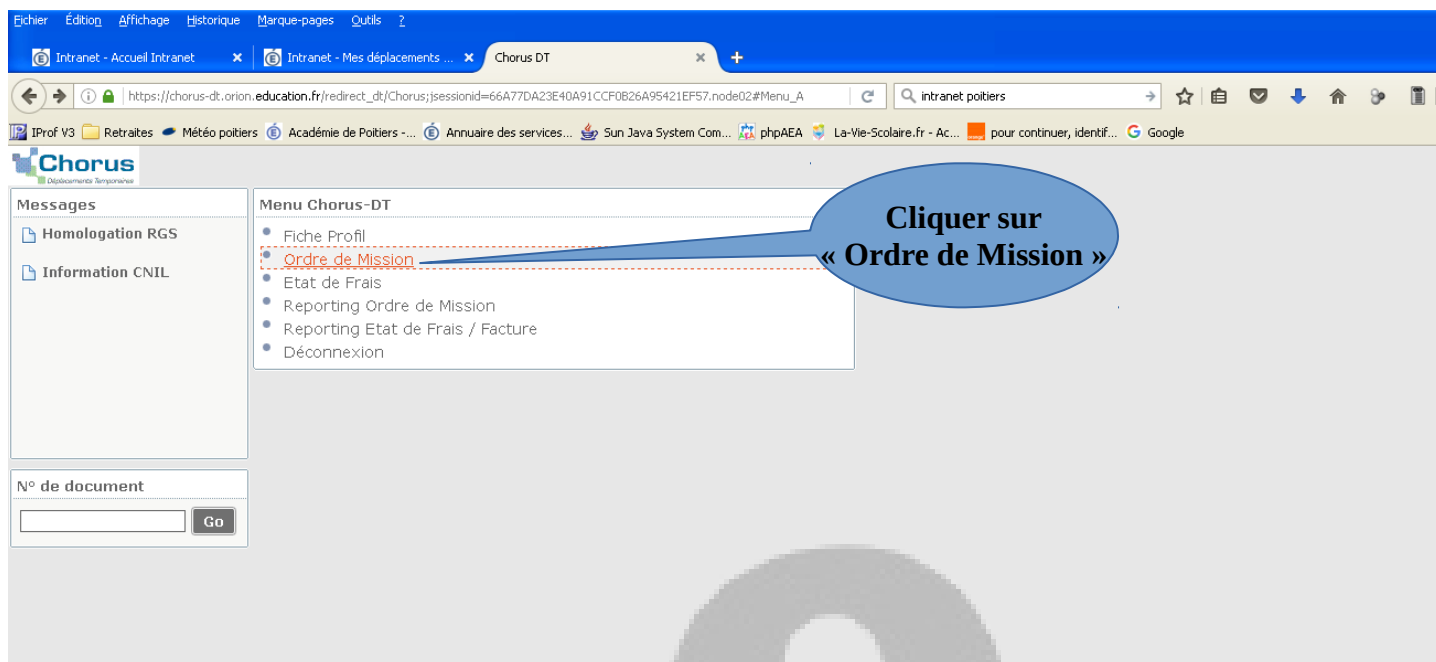 Fichier Édition Affichage Historique Marque-pages Outils ?
Intranet - Accueil Intranet × Intranet - Mes déplacements ... × Chorus DT × +
https://chorus-dt.orion.education.fr/redirect_dt/Chorus;jsessionid=66A77DA23E40A91CCF0B26A95421EF57.node02#Menu_A intranet poitiers
IProf V3 Retraites Météo poitiers Académie de Poitiers -... Annuaire des services... Sun Java System Com... phpAEA La-Vie-Scolaire.fr - Ac... pour continuer, identif... Google
Chorus
Déplacements Temporaires
Messages
Homologation RGS
Information CNIL
Menu Chorus-DT
Fiche Profil
Ordre de Mission
Etat de Frais
Reporting Ordre de Mission
Reporting Etat de Frais / Facture
Déconnexion
Cliquer sur
« Ordre de Mission »
N° de document
Go